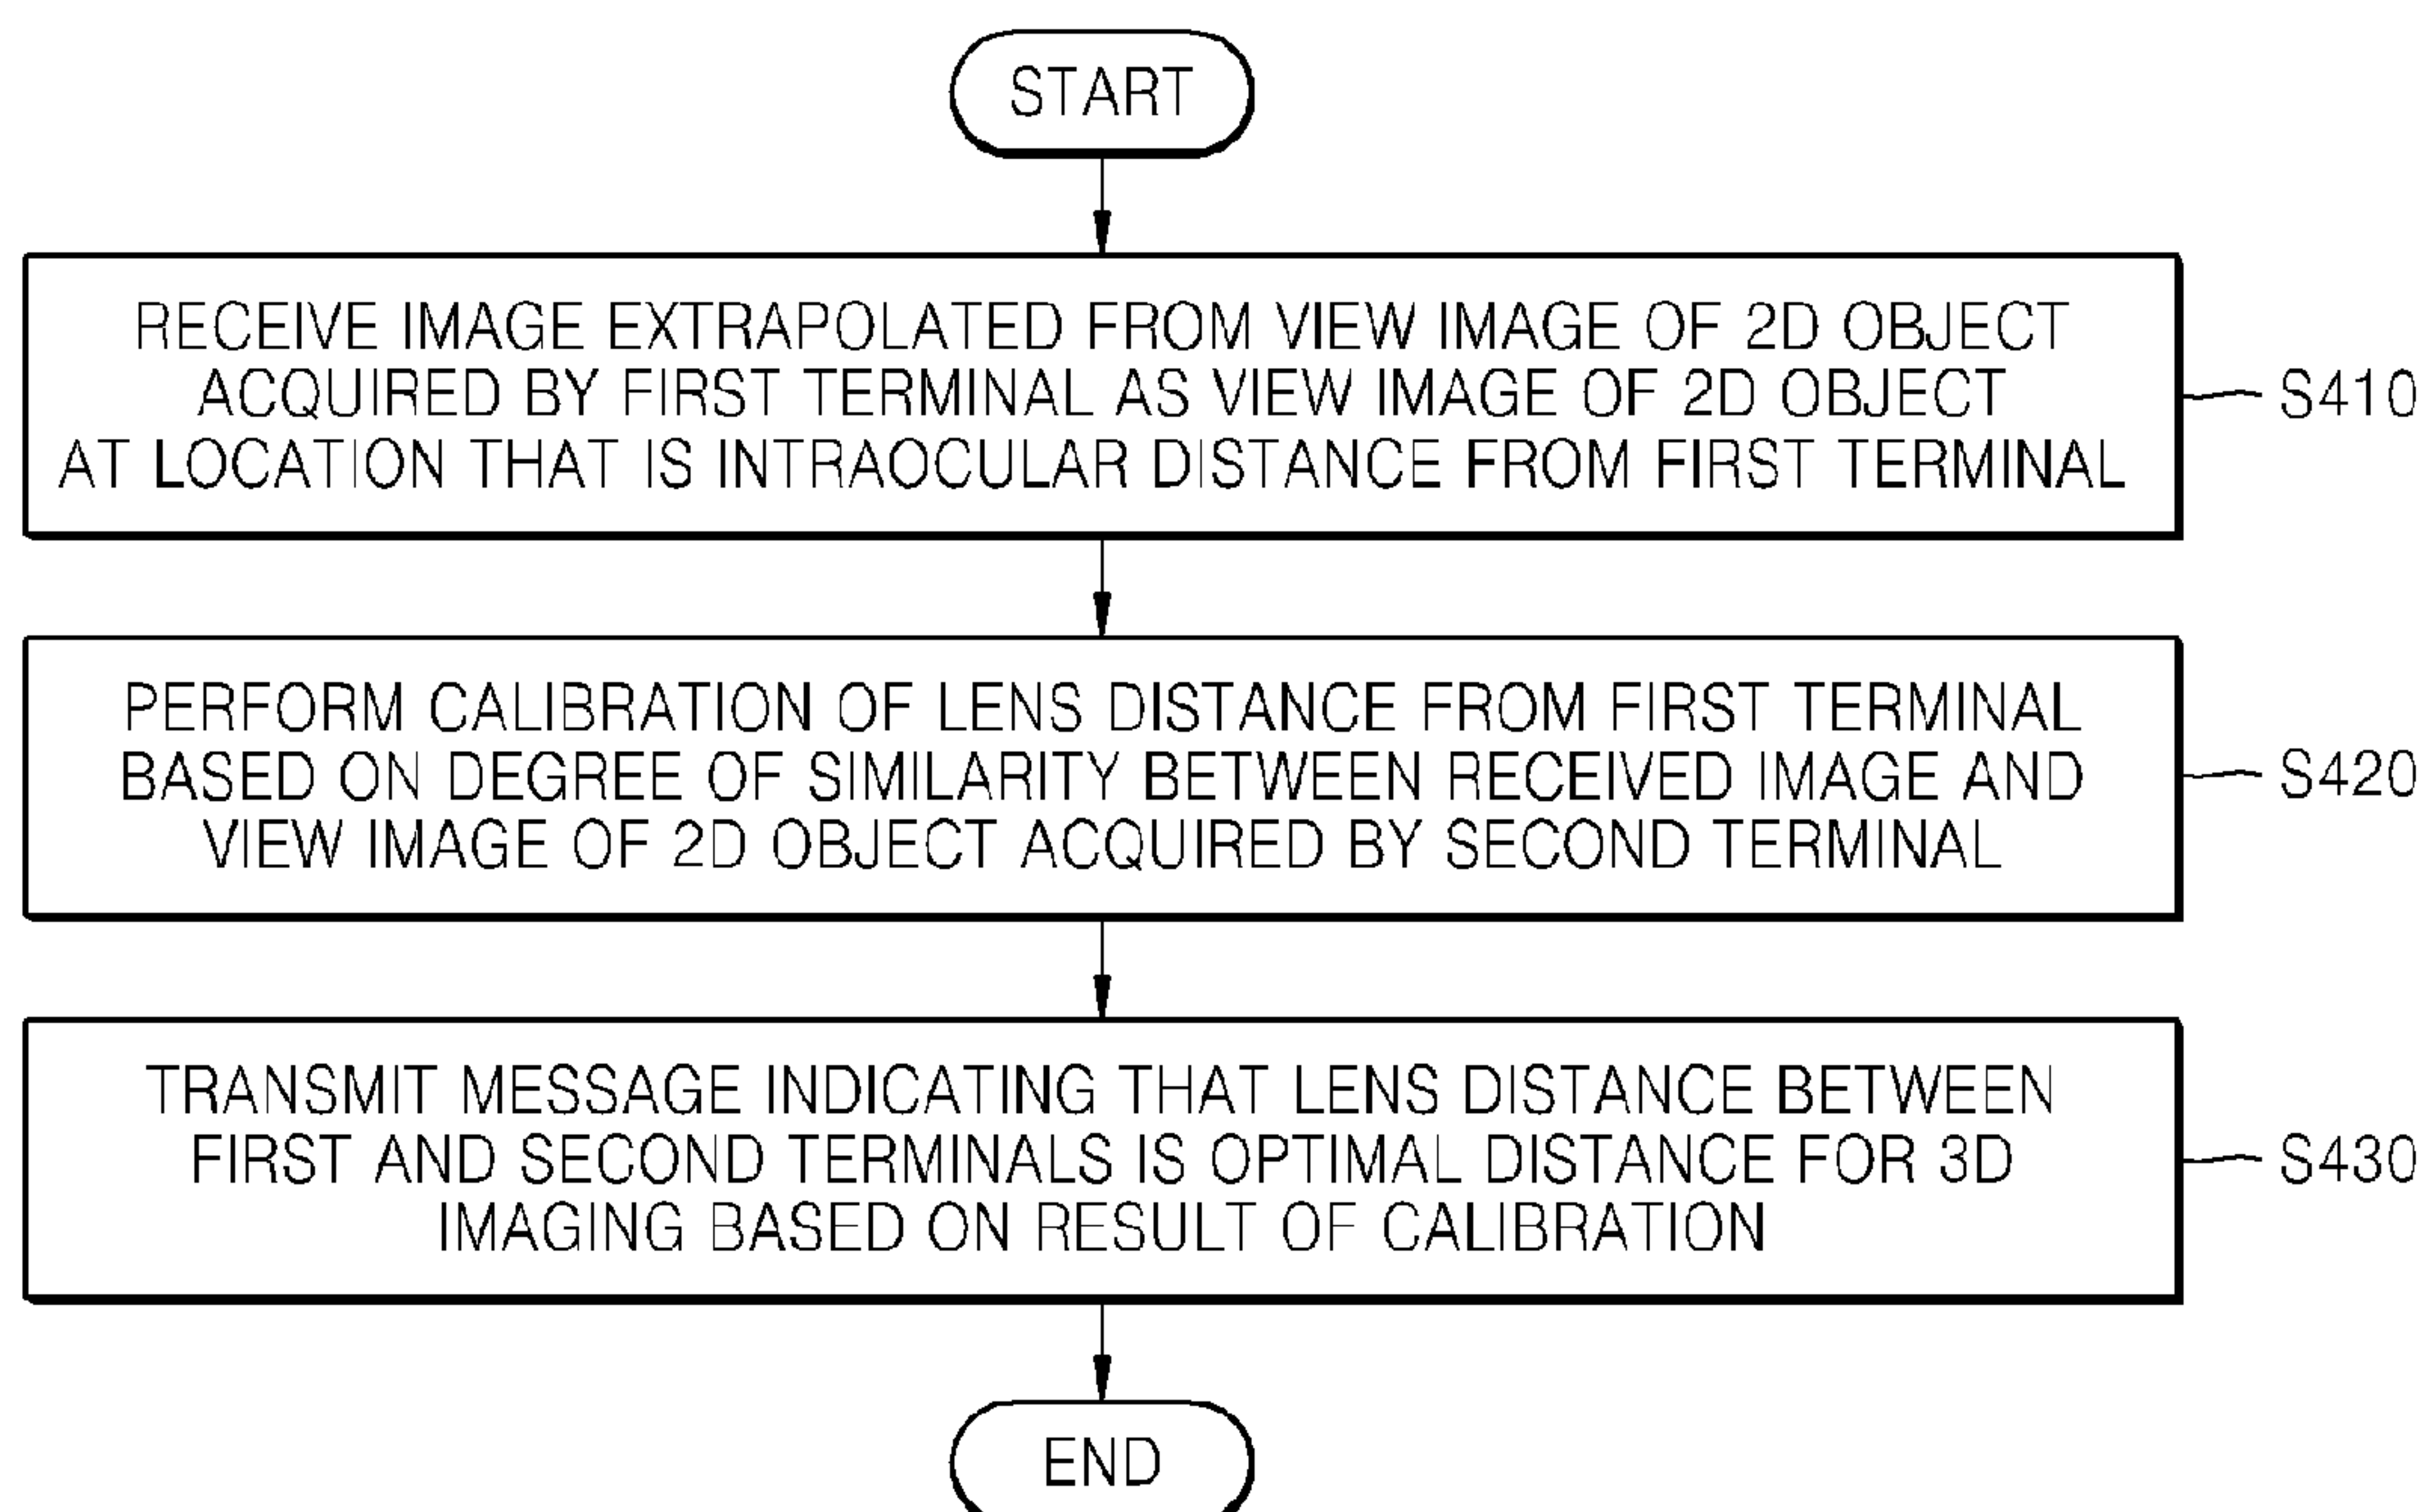 START
RECEIVE IMAGE EXTRAPOLATED FROM VIEW IMAGE OF 2D OBJECT
ACQUIRED BY FIRST TERMINAL AS VIEW IMAGE OF 2D OBJECT
AT LOCATION THAT IS INTRAOCULAR DISTANCE FROM FIRST TERMINAL
S410
PERFORM CALIBRATION OF LENS DISTANCE FROM FIRST TERMINAL
BASED ON DEGREE OF SIMILARITY BETWEEN RECEIVED IMAGE AND
VIEW IMAGE OF 2D OBJECT ACQUIRED BY SECOND TERMINAL
S420
TRANSMIT MESSAGE INDICATING THAT LENS DISTANCE BETWEEN
FIRST AND SECOND TERMINALS IS OPTIMAL DISTANCE FOR 3D
IMAGING BASED ON RESULT OF CALIBRATION
S430
END